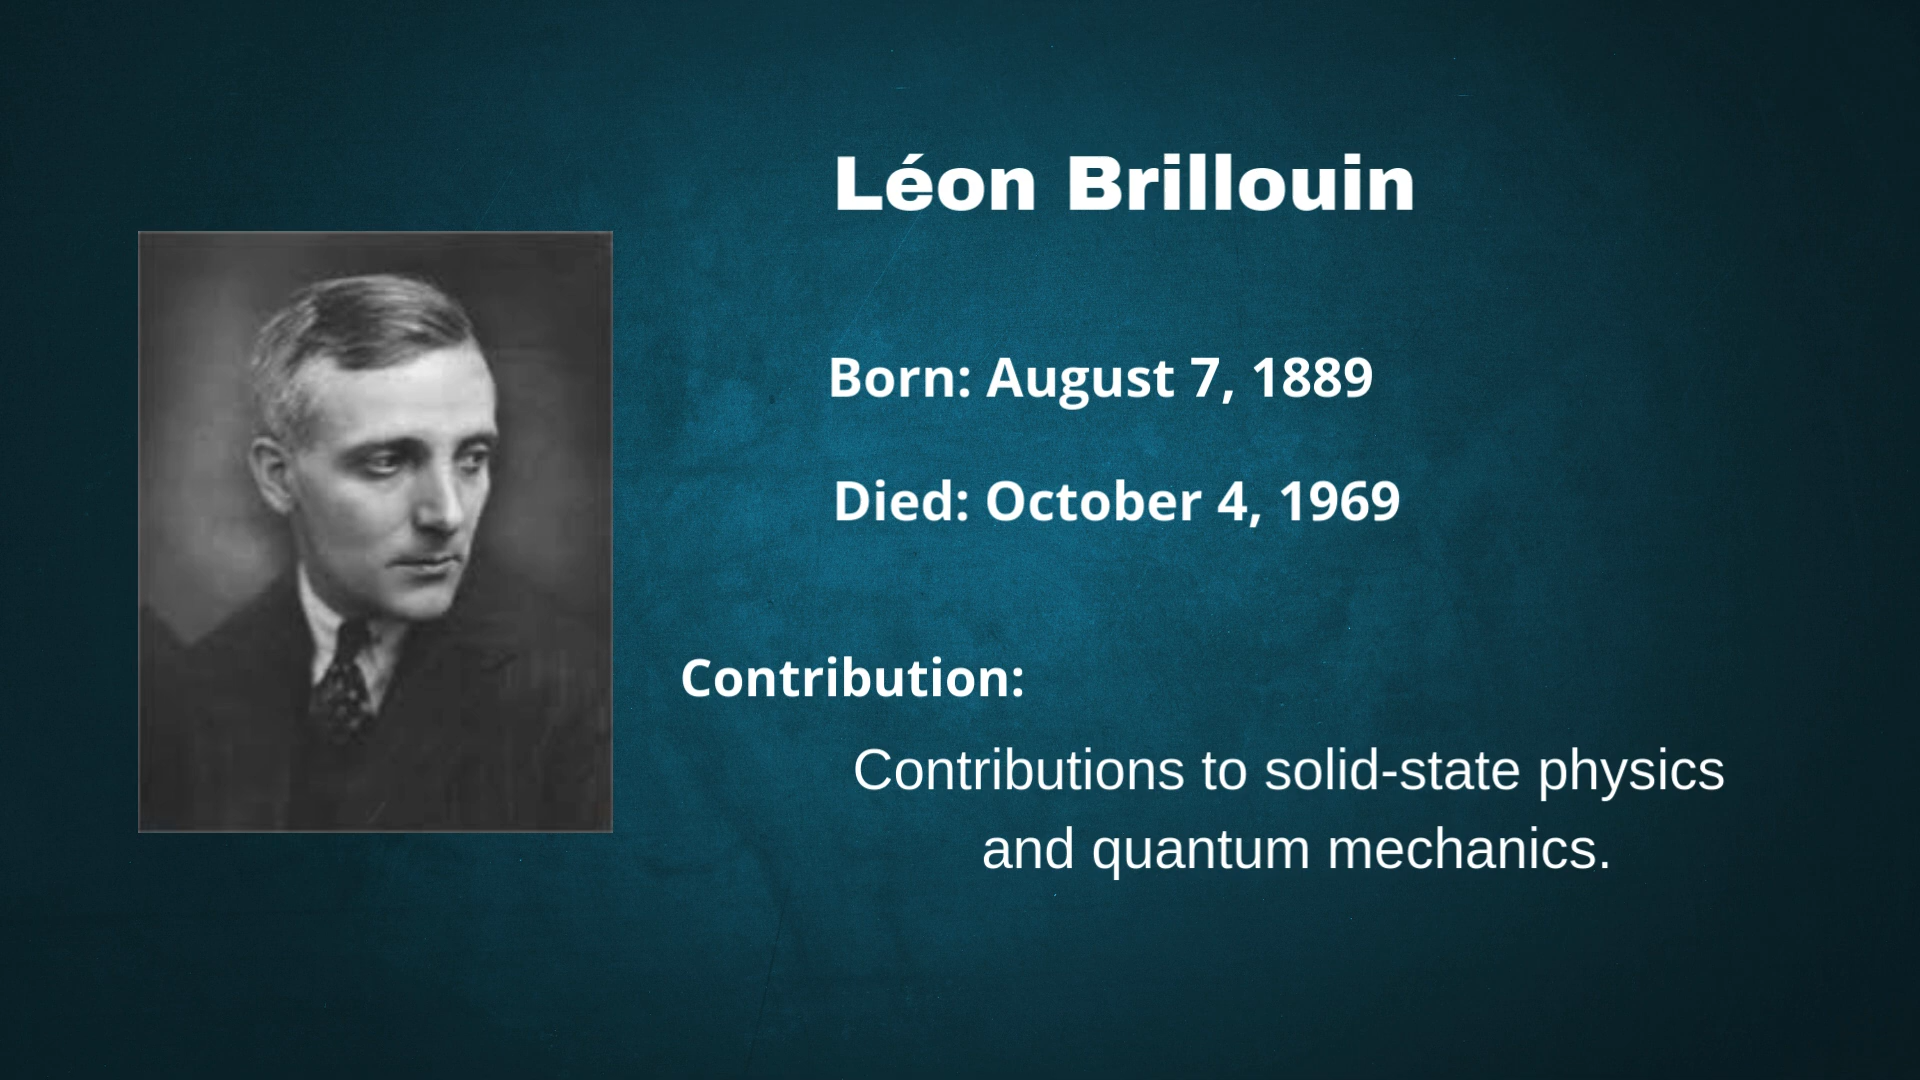 Léon Brillouin
Born: August 7, 1889
Died: October 4, 1969
Contribution:
Contributions to solid-state physics
and quantum mechanics.